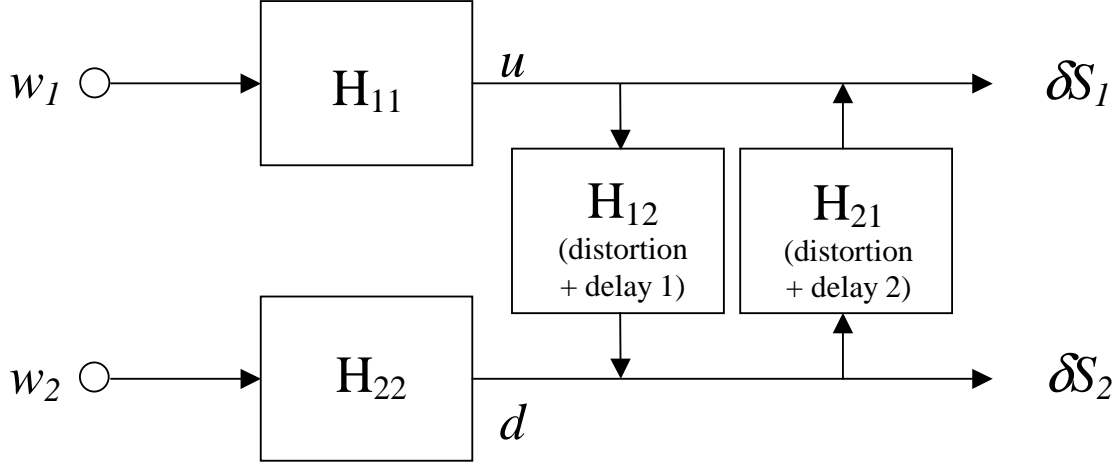 w₁
H₁₁
u
δS₁
H₁₂
(distortion
+ delay 1)
H₂₁
(distortion
+ delay 2)
w₂
H₂₂
d
δS₂